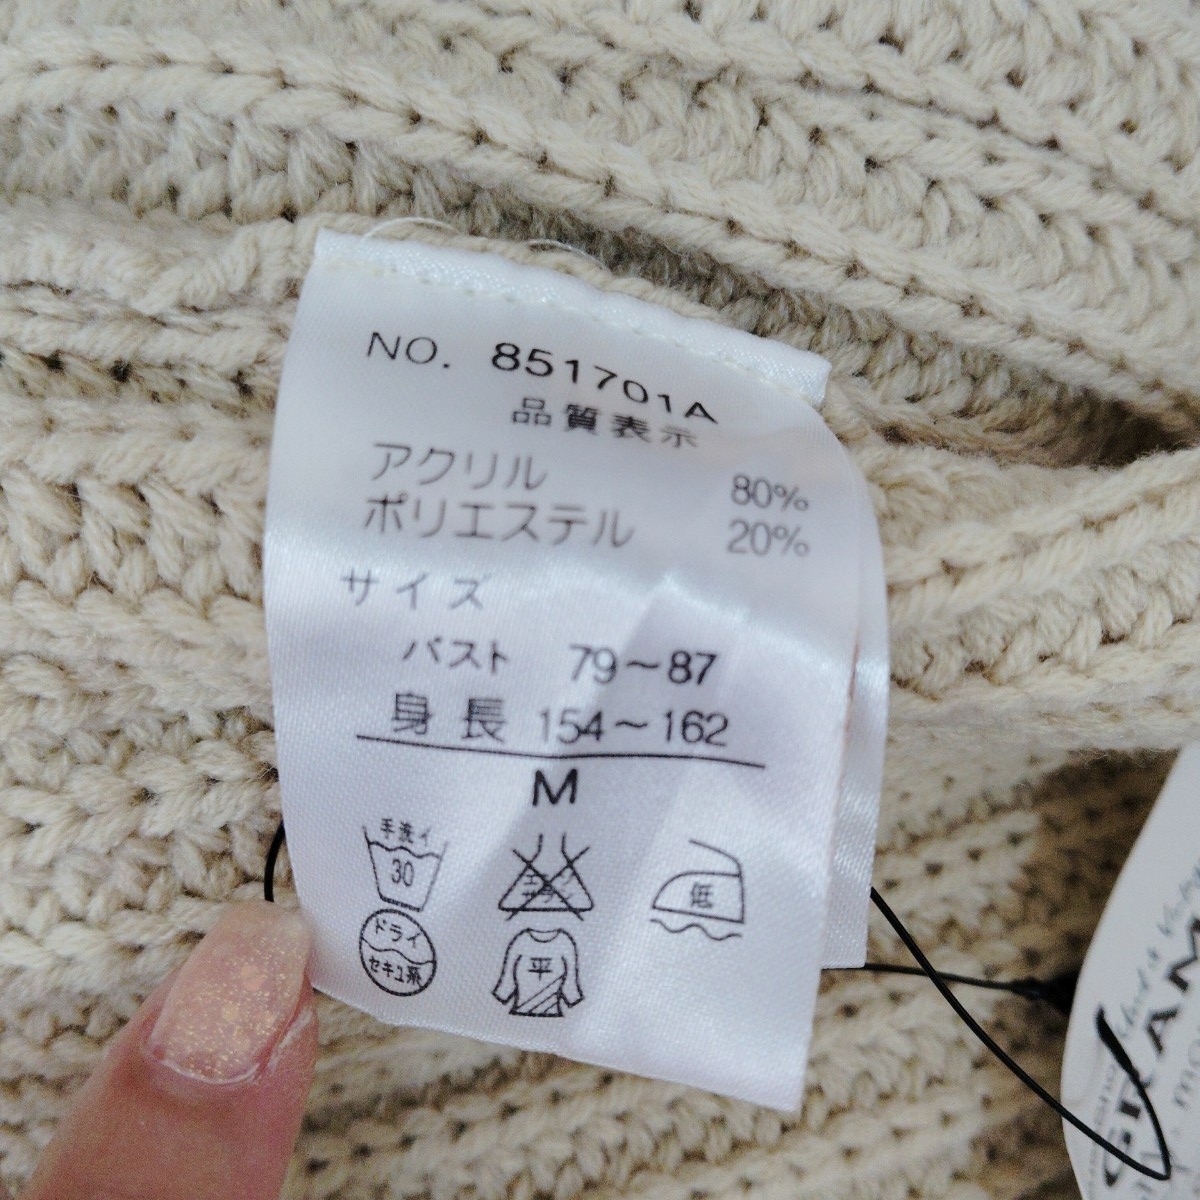 NO. 851701A
品質表示
アクリル 80%
ポリエステル 20%
サイズ
バスト 79~87
身長 154~162
M
手洗イ
30
低
ドライ
セキユ系
平